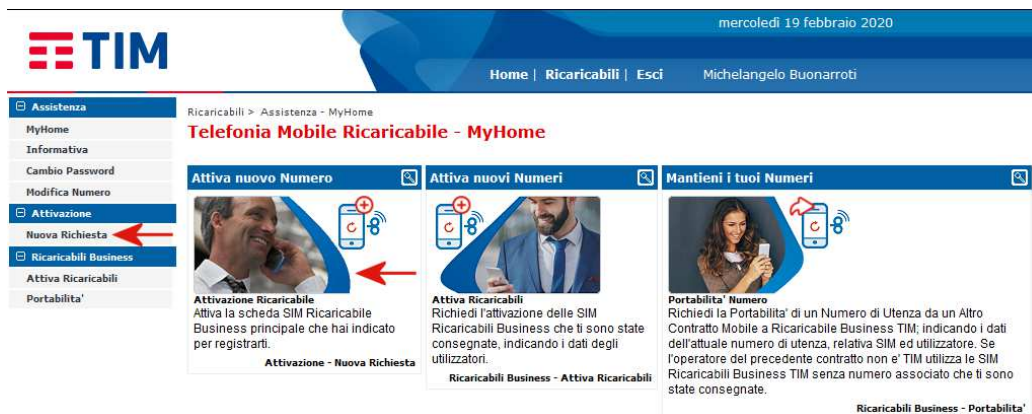 mercoledì 19 febbraio 2020
TIM
Home | Ricaricabili | Esci Michelangelo Buonarroti
Assistenza
MyHome
Informativa
Cambio Password
Modifica Numero
Attivazione
Nuova Richiesta
Ricaricabili Business
Attiva Ricaricabili
Portabilita'
Ricaricabili > Assistenza - MyHome
Telefonia Mobile Ricaricabile - MyHome
Attiva nuovo Numero
Attivazione Ricaricabile
Attiva la scheda SIM Ricaricabile
Business principale che hai indicato
per registrarti.
Attivazione - Nuova Richiesta
Attiva nuovi Numeri
Attiva Ricaricabili
Richiedi l'attivazione delle SIM
Ricaricabili Business che ti sono state
consegnate, indicando i dati degli
utilizzatori.
Ricaricabili Business - Attiva Ricaricabili
Mantieni i tuoi Numeri
Portabilita' Numero
Richiedi la Portabilita' di un Numero di Utenza da un Altro
Contratto Mobile a Ricaricabile Business TIM; indicando i dati
dell'attuale numero di utenza, relativa SIM ed utilizzatore. Se
l'operatore del precedente contratto non e' TIM utilizza le SIM
Ricaricabili Business TIM senza numero associato che ti sono
state consegnate.
Ricaricabili Business - Portabilita'